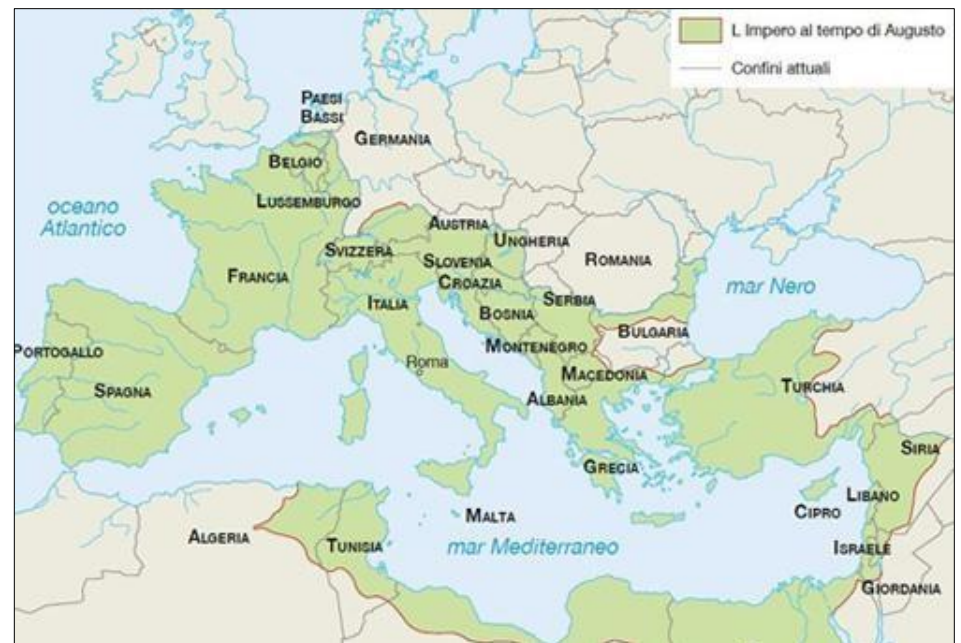 L Impero al tempo di Augusto
Confini attuali
PAESI
BASSI
GERMANIA
BELGIO
LUSSEMBURGO
oceano
Atlantico
AUSTRIA
UNGHERIA
SVIZZERA
SLOVENIA
ROMANIA
FRANCIA
CROAZIA
mar Nero
ITALIA
SERBIA
BOSNIA
BULGARIA
MONTENEGRO
PORTOGALLO
Roma
MACEDONIA
SPAGNA
TURCHIA
ALBANIA
SIRIA
GRECIA
LIBANO
CIPRO
MALTA
ALGERIA
TUNISIA
mar Mediterraneo
ISRAELE
GIORDANIA